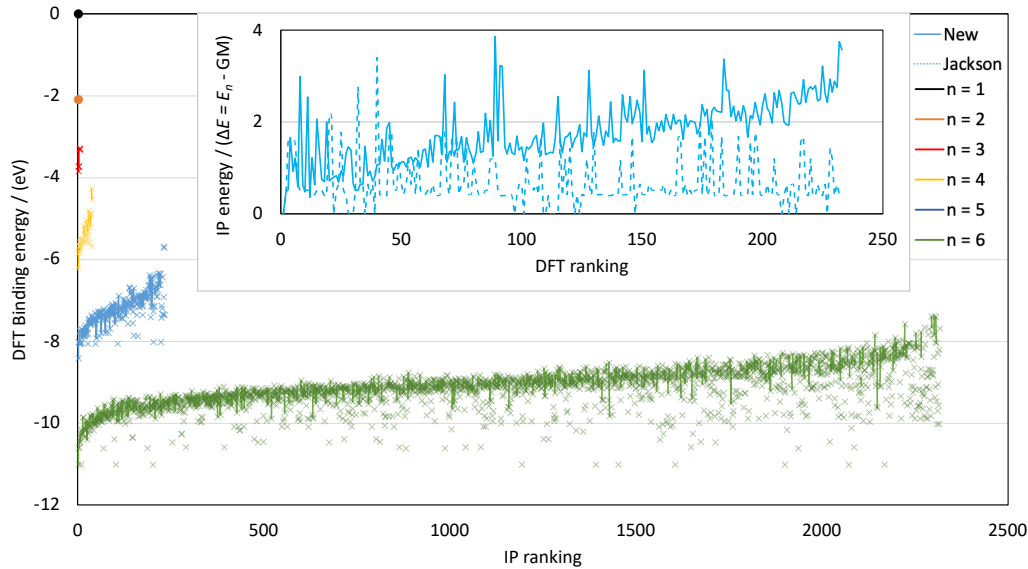 0
-2
-4
-6
-8
-10
-12
DFT Binding energy / (eV)
0
500
1000
1500
2000
2500
IP ranking
4
2
0
IP energy / (ΔE = Eₙ - GM)
0
50
100
150
200
250
DFT ranking
New
Jackson
n = 1
n = 2
n = 3
n = 4
n = 5
n = 6